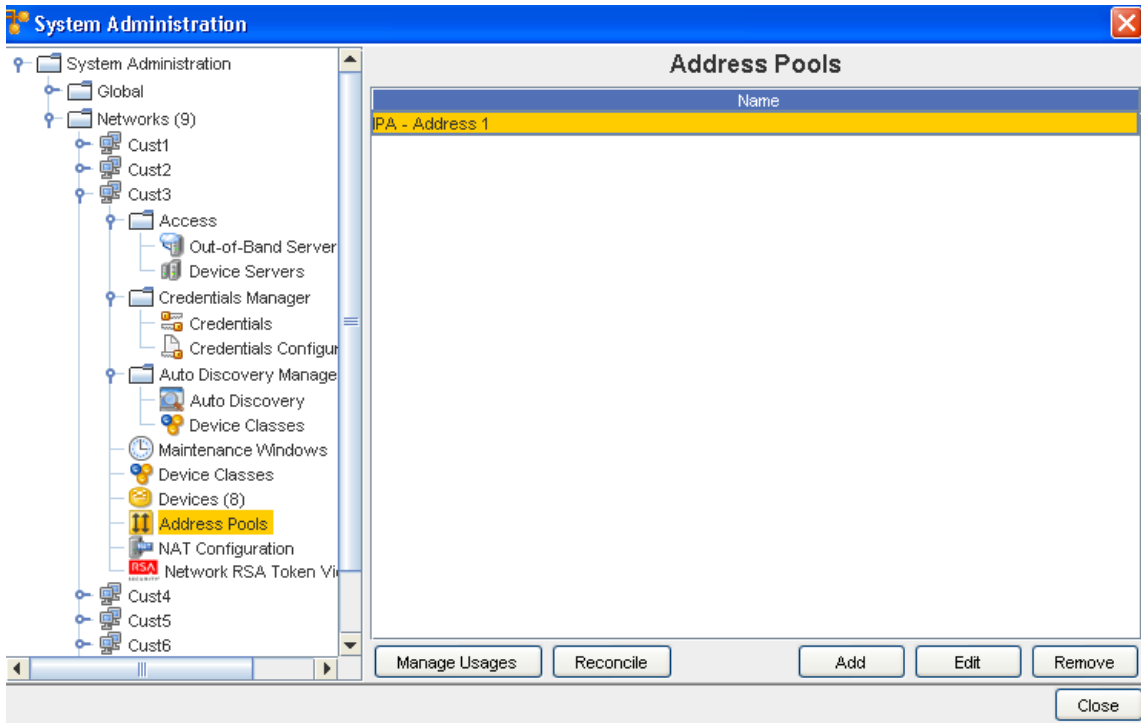 System Administration
System Administration
Global
Networks (9)
Cust1
Cust2
Cust3
Access
Out-of-Band Server
Device Servers
Credentials Manager
Credentials
Credentials Configur
Auto Discovery Manage
Auto Discovery
Device Classes
Maintenance Windows
Device Classes
Devices (8)
Address Pools
NAT Configuration
RSA
Network RSA Token Vi
Cust4
Cust5
Cust6
Address Pools
Name
IPA - Address 1
Manage Usages
Reconcile
Add
Edit
Remove
Close